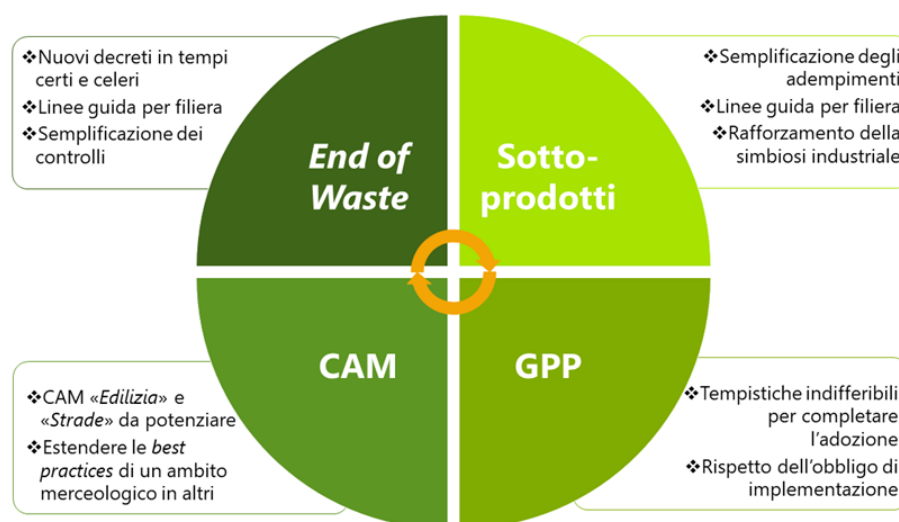 ❖Nuovi decreti in tempi
certi e celeri
❖Linee guida per filiera
❖Semplificazione dei
controlli
❖Semplificazione degli
adempimenti
❖Linee guida per filiera
❖Rafforzamento della
simbiosi industriale
End of
Waste
Sotto-
prodotti
CAM
GPP
❖CAM «Edilizia» e
«Strade» da potenziare
❖Estendere le best
practices di un ambito
merceologico in altri
❖Tempistiche indifferibili
per completare
l’adozione
❖Rispetto dell’obbligo di
implementazione